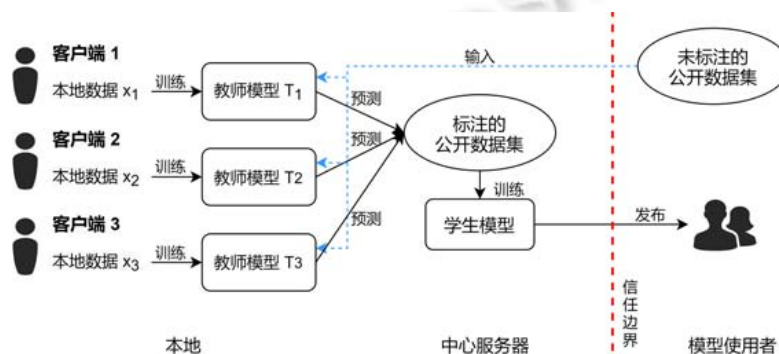 客户端 1
本地数据 x1
训练
教师模型 T1
预测
输入
未标注的
公开数据集
客户端 2
本地数据 x2
训练
教师模型 T2
预测
标注的
公开数据集
训练
客户端 3
本地数据 x3
训练
教师模型 T3
预测
学生模型
发布
信任边界
本地
中心服务器
模型使用者